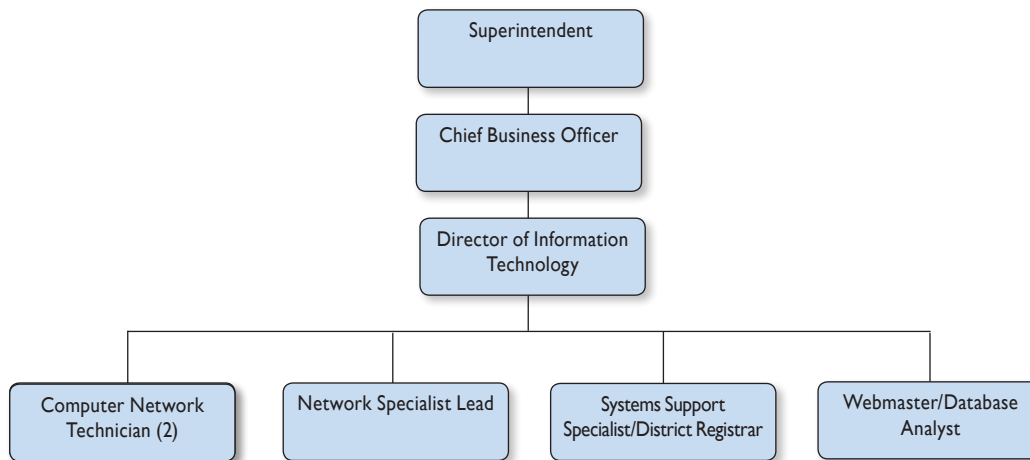 Superintendent
Chief Business Officer
Director of Information
Technology
Computer Network
Technician (2)
Network Specialist Lead
Systems Support
Specialist/District Registrar
Webmaster/Database
Analyst